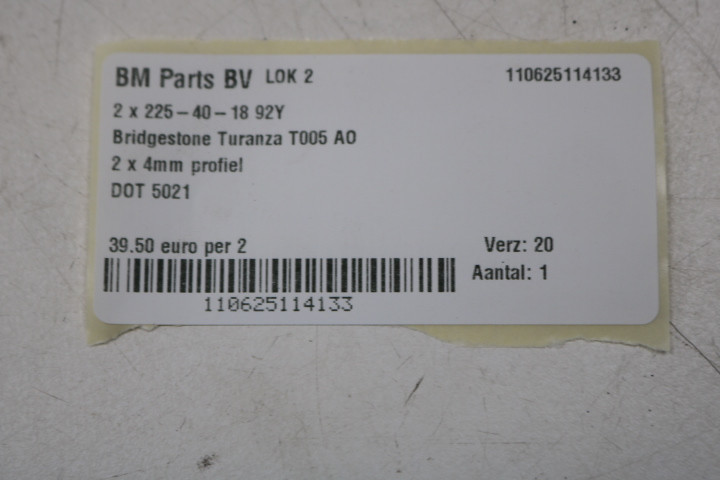 BM Parts BV LOK 2 110625114133
2 x 225-40-18 92Y
Bridgestone Turanza T005 AO
2 x 4mm profiel
DOT 5021
39.50 euro per 2 Verz: 20
Aantal: 1
110625114133